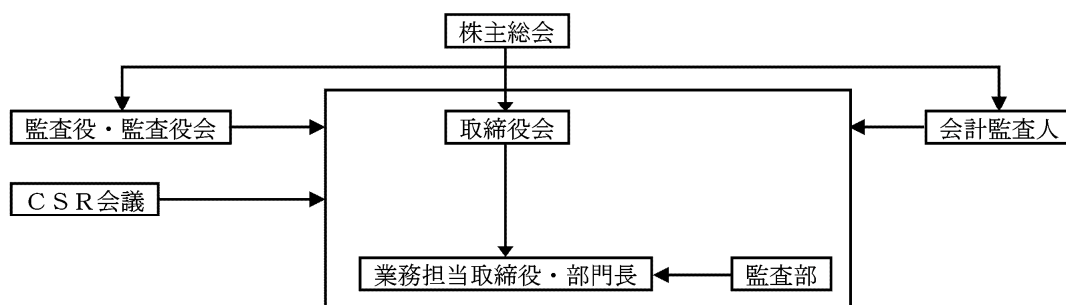 株主総会
監査役・監査役会
取締役会
会計監査人
ＣＳＲ会議
業務担当取締役・部門長
監査部